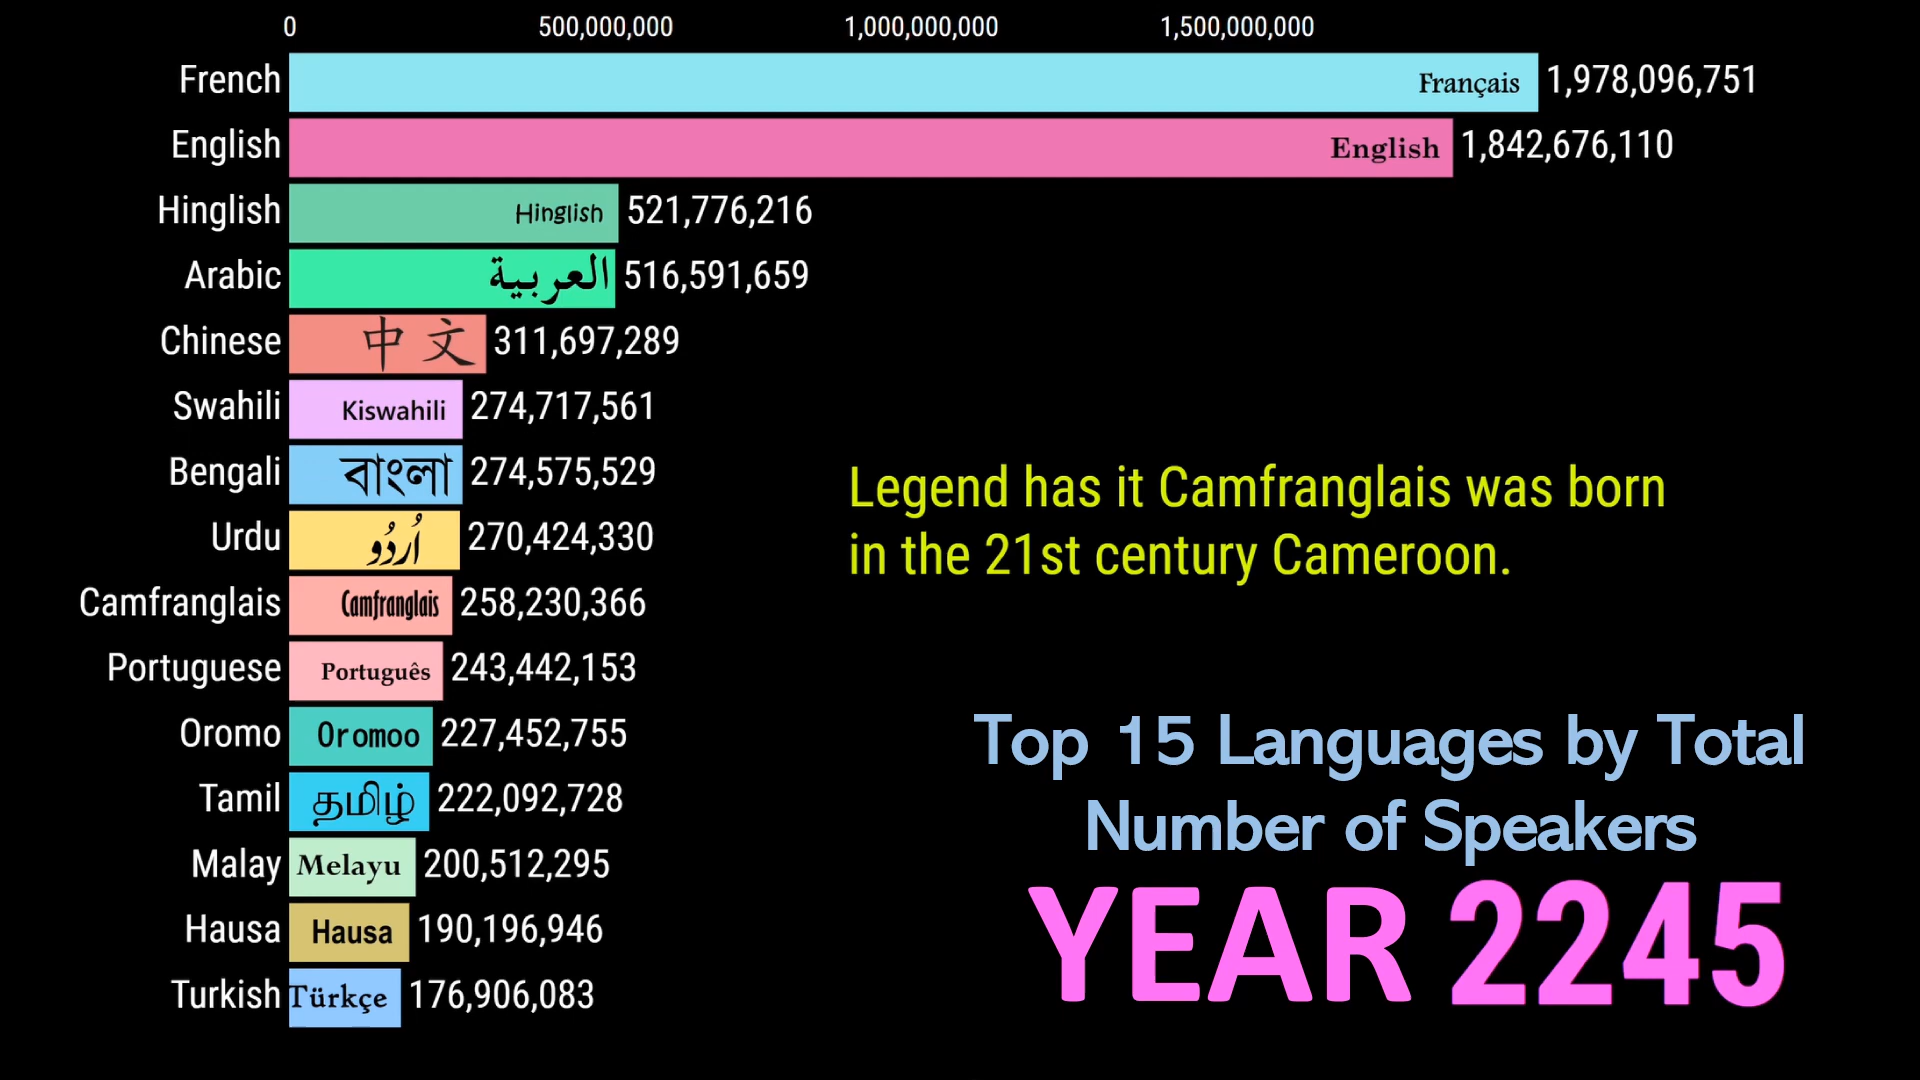 0 500,000,000 1,000,000,000 1,500,000,000
French Français 1,978,096,751
English English 1,842,676,110
Hinglish Hinglish 521,776,216
Arabic العربية 516,591,659
Chinese 中文 311,697,289
Swahili Kiswahili 274,717,561
Bengali বাংলা 274,575,529
Urdu اُردُو 270,424,330
Camfranglais Camfranglais 258,230,366
Portuguese Português 243,442,153
Oromo Oromoo 227,452,755
Tamil தமிழ் 222,092,728
Malay Melayu 200,512,295
Hausa Hausa 190,196,946
Turkish Türkçe 176,906,083
Legend has it Camfranglais was born
in the 21st century Cameroon.
Top 15 Languages by Total
Number of Speakers
YEAR 2245